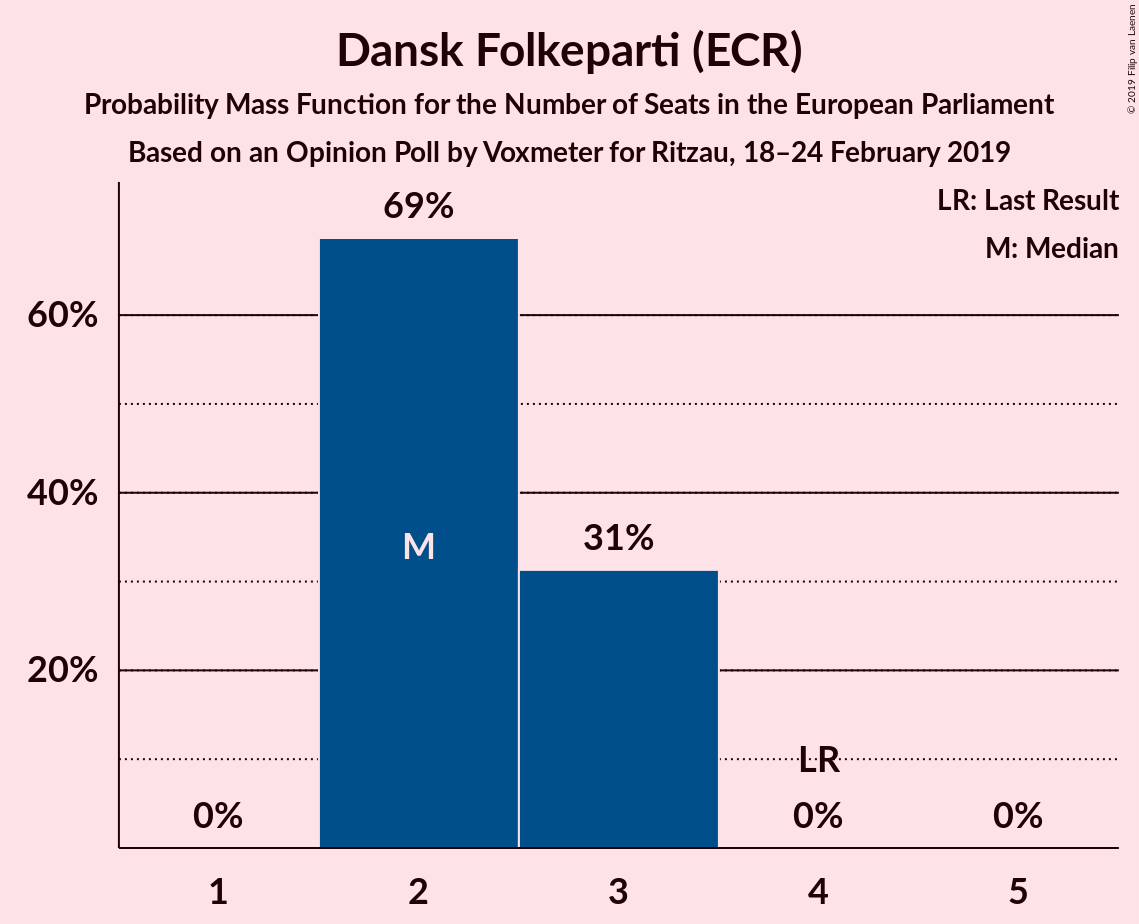 Dansk Folkeparti (ECR)
Probability Mass Function for the Number of Seats in the European Parliament
Based on an Opinion Poll by Voxmeter for Ritzau, 18–24 February 2019
© 2019 Filip van Laenen
LR: Last Result
M: Median
69%
60%
40%
M
31%
20%
LR
0%
0%
0%
1
2
3
4
5